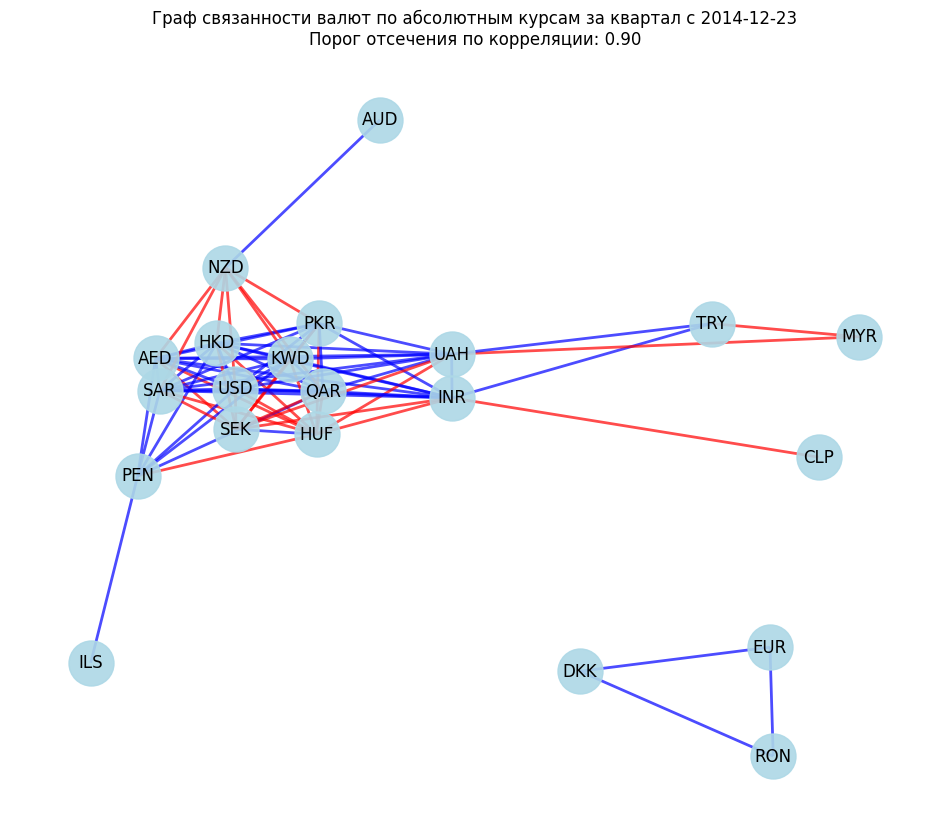 Граф связанности валют по абсолютным курсам за квартал с 2014-12-23
Порог отсечения по корреляции: 0.90
AUD
NZD
PKR
TRY
MYR
HKD
UAH
AED
KWD
SAR
USD
QAR
INR
SEK
HUF
CLP
PEN
EUR
ILS
DKK
RON